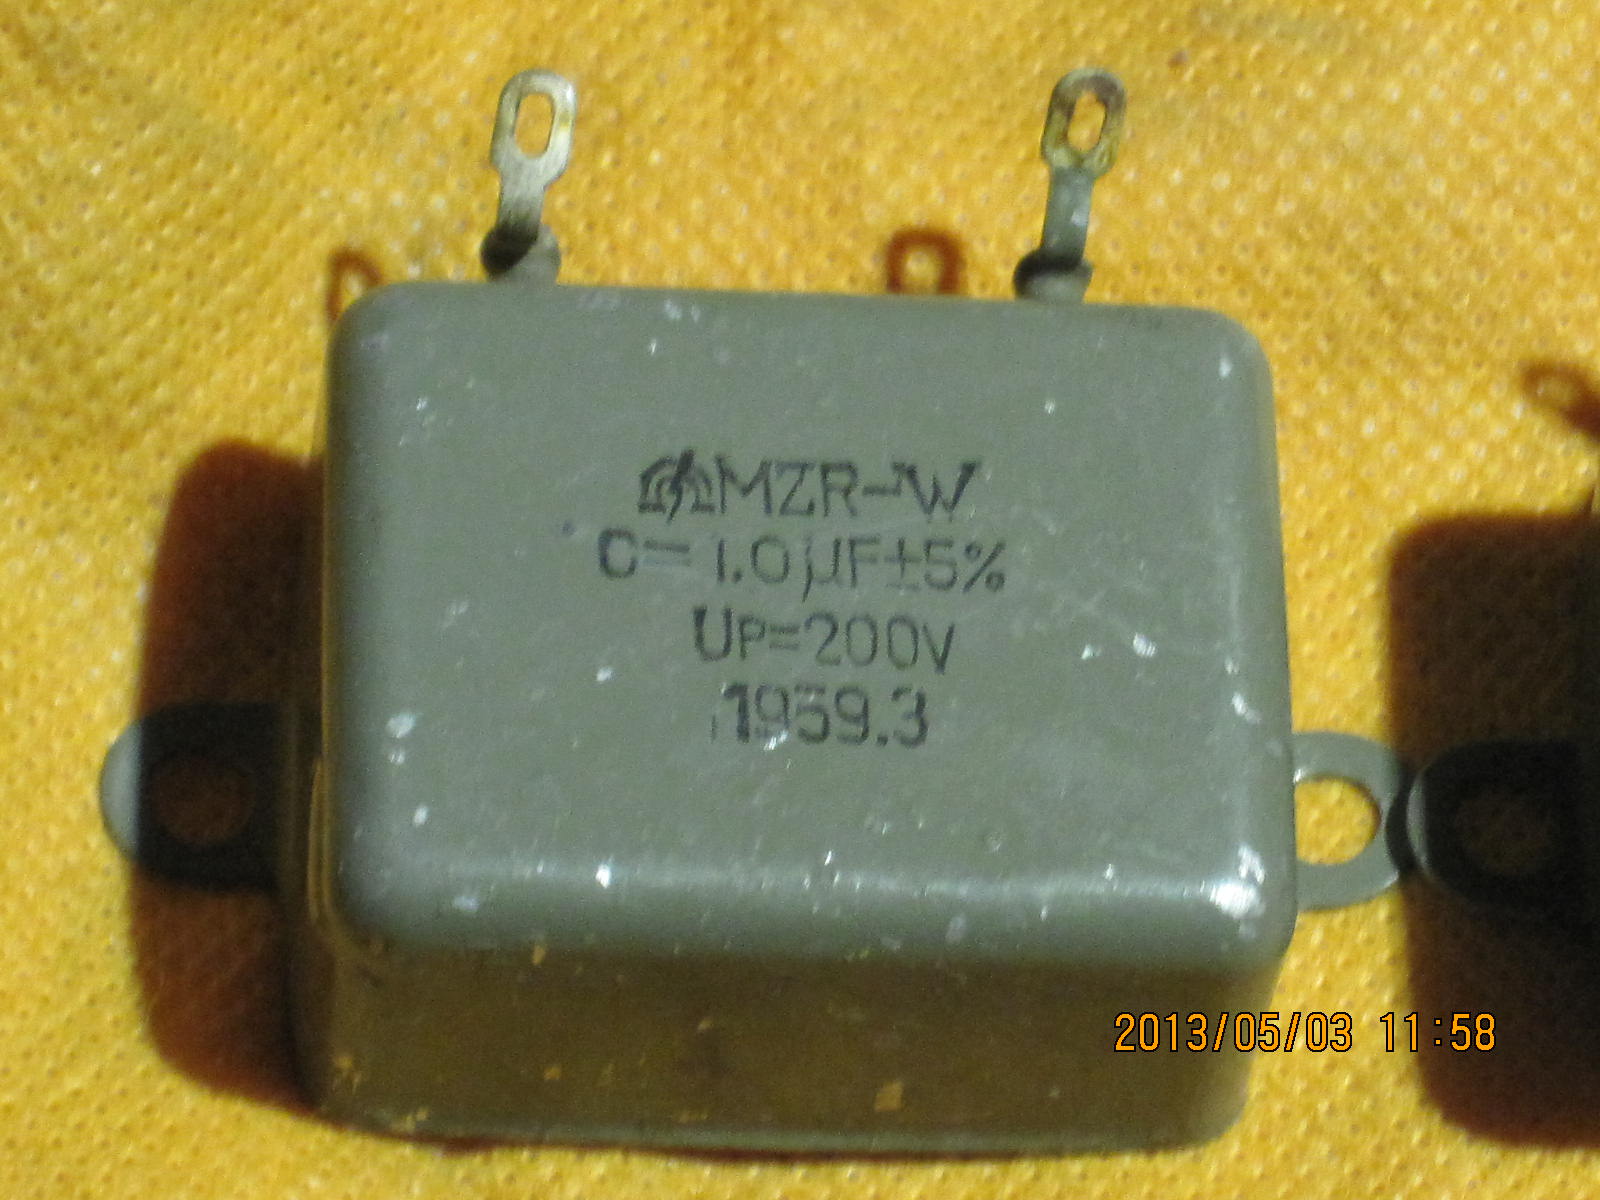 MZR-W
C=1.0µF±5%
UP=200V
1959.3
2013/05/03 11:58